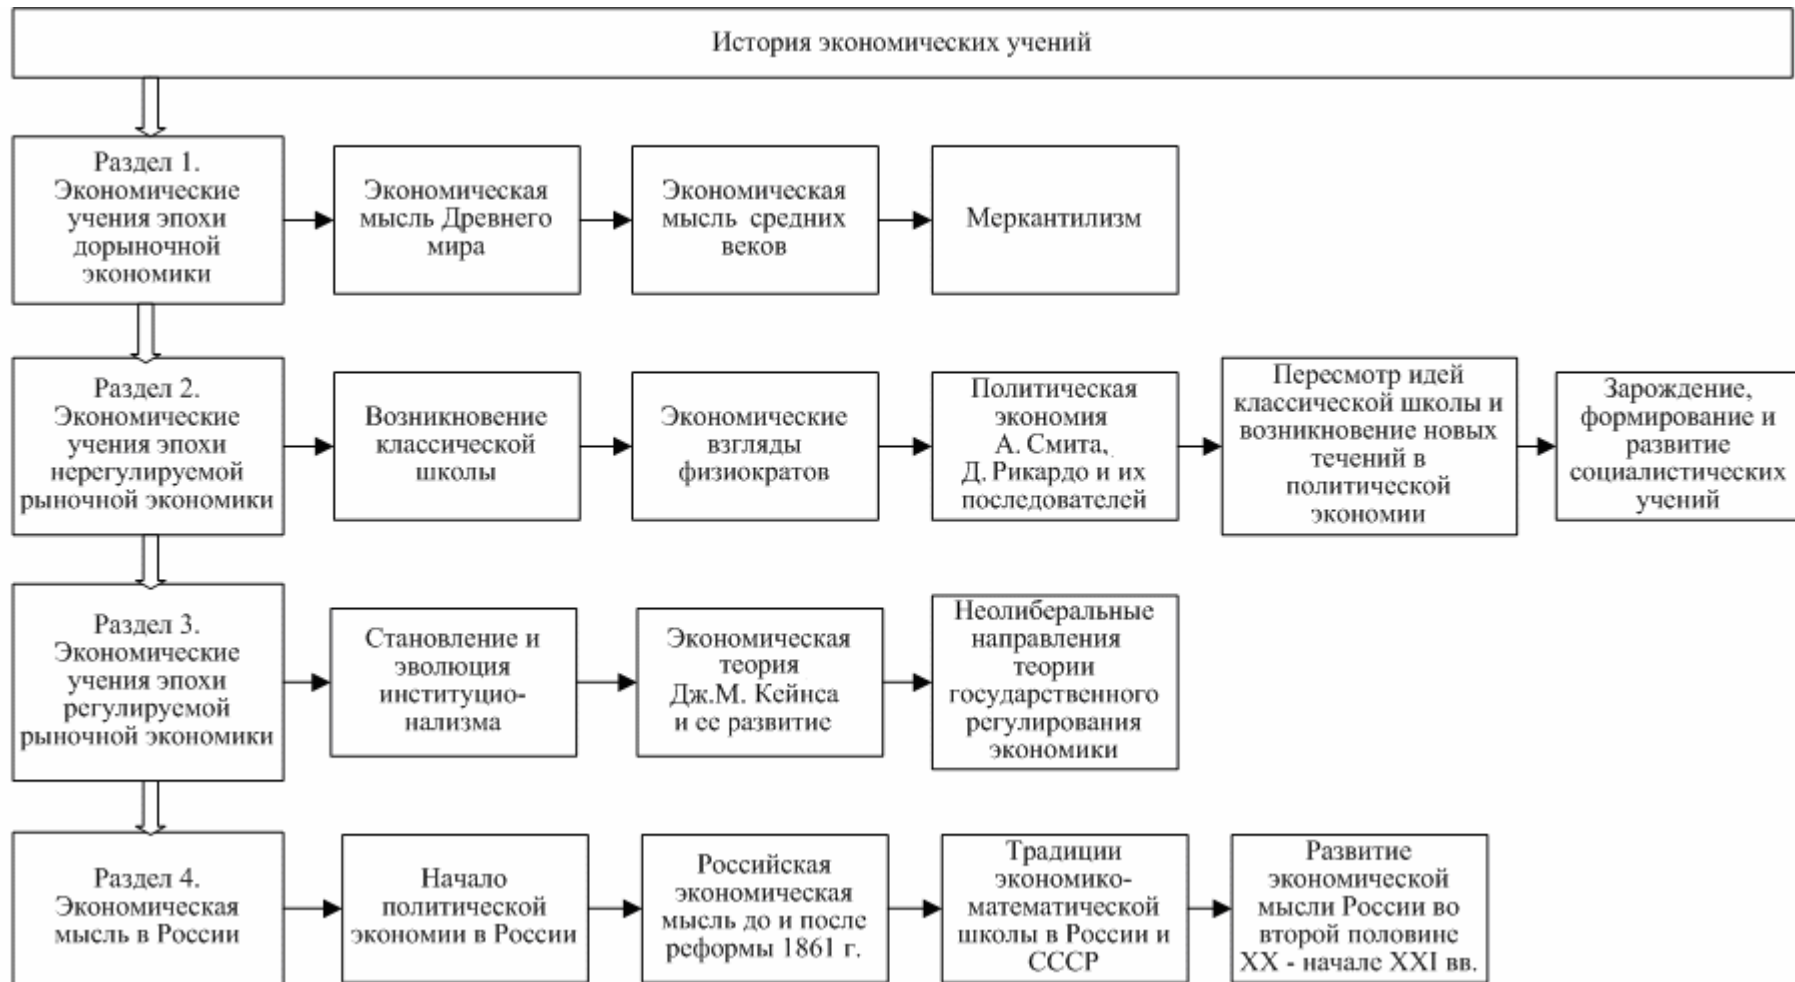 История экономических учений
Раздел 1.
Экономические
учения эпохи
дорыночной
экономики
Экономическая
мысль Древнего
мира
Экономическая
мысль средних
веков
Меркантилизм
Раздел 2.
Экономические
учения эпохи
нерегулируемой
рыночной экономики
Возникновение
классической
школы
Экономические
взгляды
физиократов
Политическая
экономия
А. Смита,
Д. Рикардо и их
последователей
Пересмотр идей
классической школы и
возникновение новых
течений в
политической
экономии
Зарождение,
формирование и
развитие
социалистических
учений
Раздел 3.
Экономические
учения эпохи
регулируемой
рыночной экономики
Становление и
эволюция
институцио-
нализма
Экономическая
теория
Дж.М. Кейнса
и ее развитие
Неолиберальные
направления
теории
государственного
регулирования
экономики
Раздел 4.
Экономическая
мысль в России
Начало
политической
экономии в России
Российская
экономическая
мысль до и после
реформы 1861 г.
Традиции
экономико-
математической
школы в России и
СССР
Развитие
экономической
мысли России во
второй половине
XX - начале XXI вв.